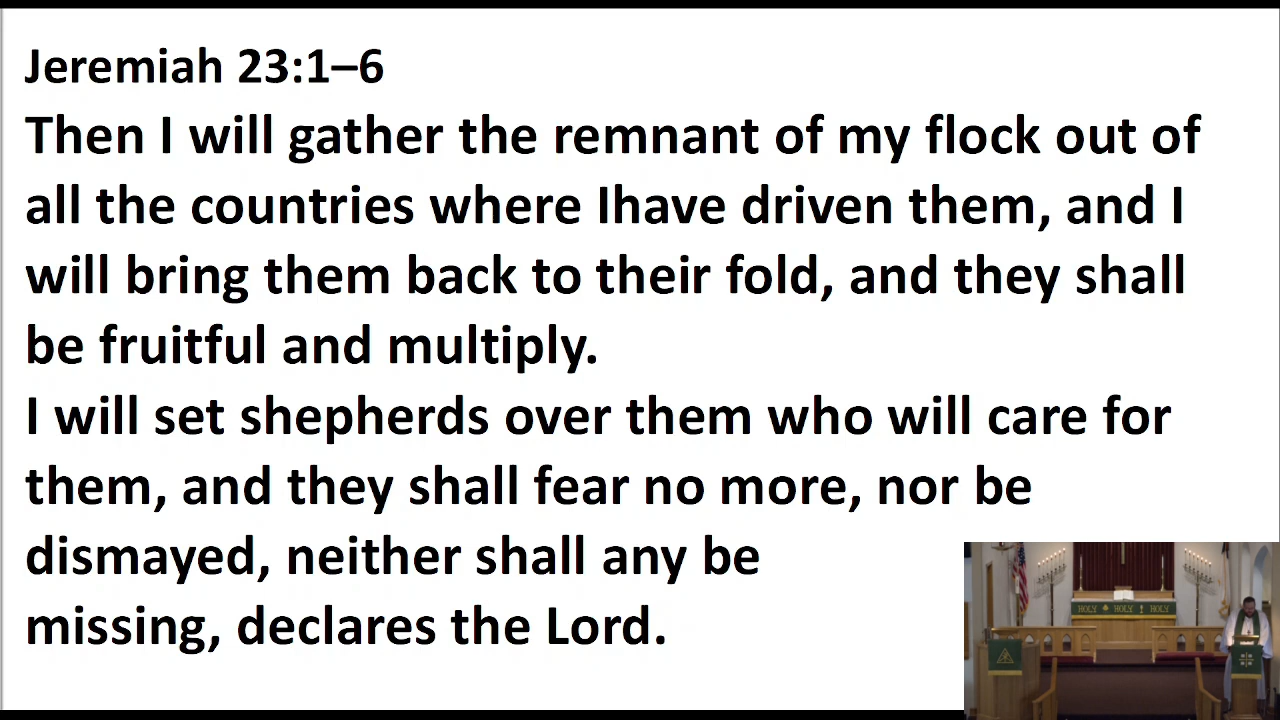 Jeremiah 23:1–6
Then I will gather the remnant of my flock out of
all the countries where Ihave driven them, and I
will bring them back to their fold, and they shall
be fruitful and multiply.
I will set shepherds over them who will care for
them, and they shall fear no more, nor be
dismayed, neither shall any be
missing, declares the Lord.
HOLY HOLY HOLY